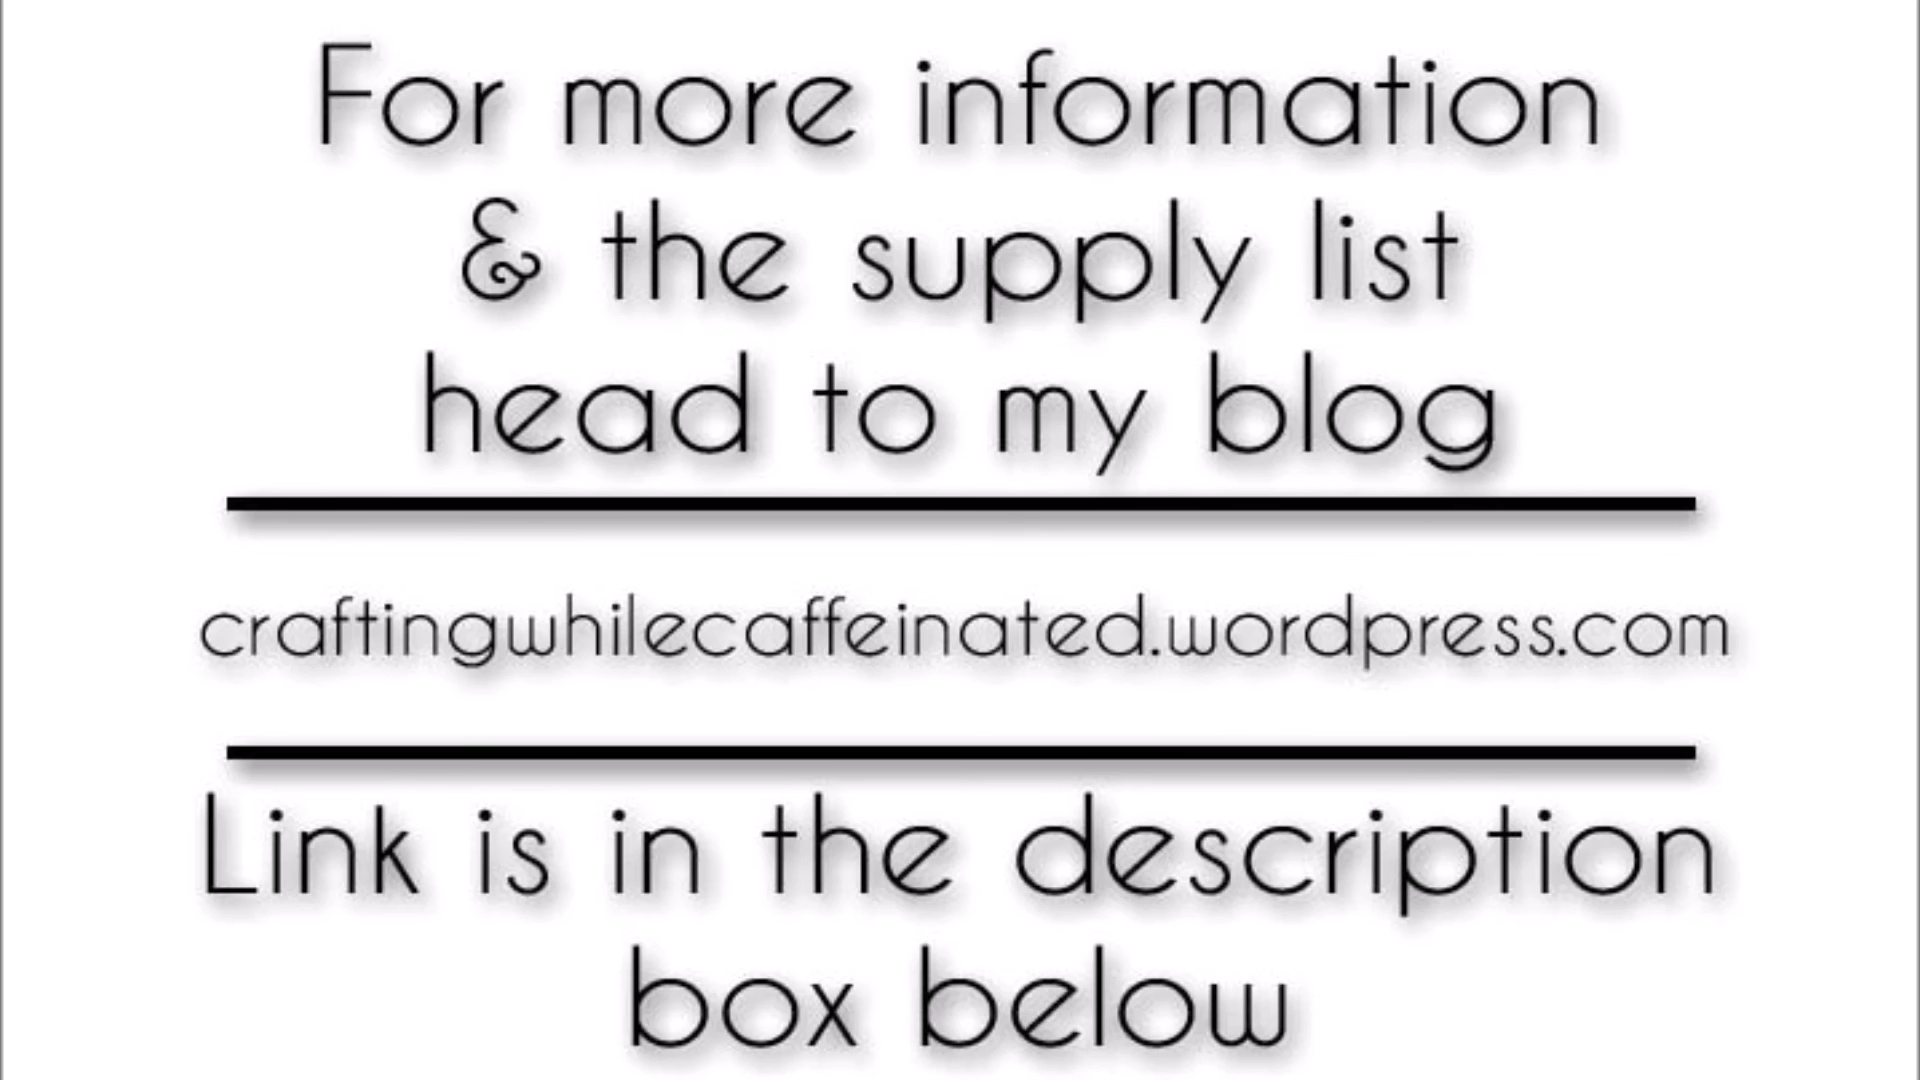 For more information
& the supply list
head to my blog
craftingwhilecaffeinated.wordpress.com
Link is in the description
box below